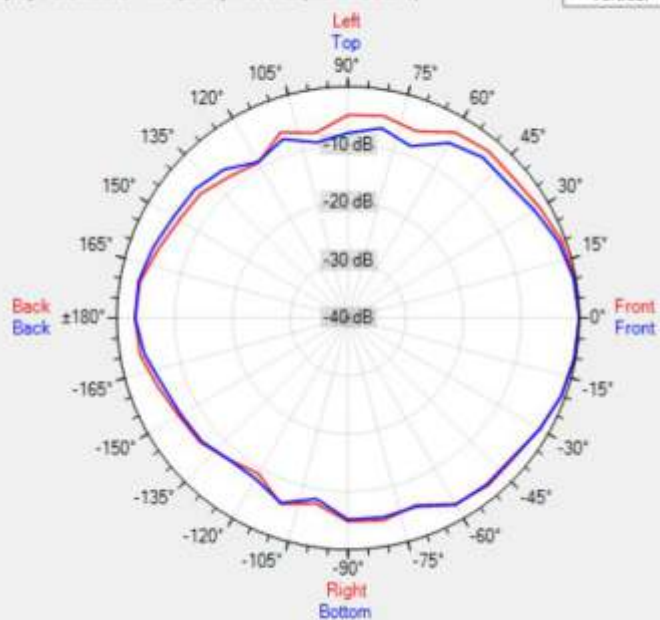 Left
Top
90°
105°
75°
120°
60°
135°
45°
150°
30°
165°
15°
-10 dB
-20 dB
-30 dB
-40 dB
Back
Back
±180°
Front
Front
0°
-165°
-15°
-150°
-30°
-135°
-45°
-120°
-60°
-105°
-75°
-90°
Right
Bottom